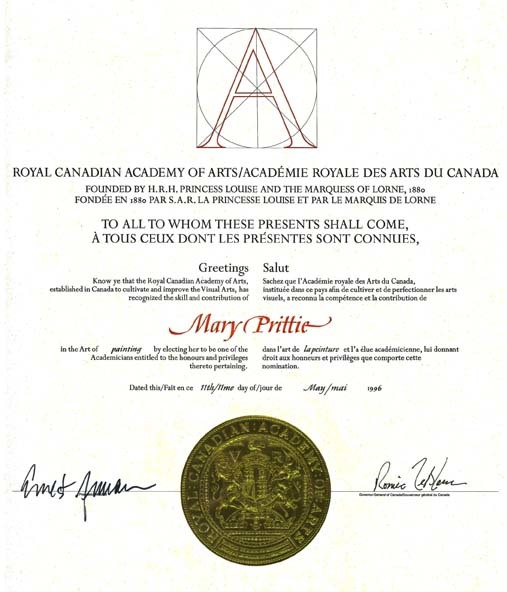 A
ROYAL CANADIAN ACADEMY OF ARTS/ACADÉMIE ROYALE DES ARTS DU CANADA
FOUNDED BY H.R.H. PRINCESS LOUISE AND THE MARQUESS OF LORNE, 1880
FONDÉE EN 1880 PAR S.A.R. LA PRINCESSE LOUISE ET PAR LE MARQUIS DE LORNE
TO ALL TO WHOM THESE PRESENTS SHALL COME,
À TOUS CEUX DONT LES PRÉSENTES SONT CONNUES,
Greetings
Know ye that the Royal Canadian Academy of Arts,
established in Canada to cultivate and improve the Visual Arts, has
recognized the skill and contribution of
Salut
Sachez que l'Académie royale des Arts du Canada,
instituée dans ce pays afin de cultiver et de perfectionner les arts
visuels, a reconnu la compétence et la contribution de
Mary Prittie
in the Art of painting by electing her to be one of the
Academicians entitled to the honours and privileges
thereto pertaining.
dans l'art de la peinture et l'a élue académicienne, lui donnant
droit aux honneurs et privilèges que comporte cette
nomination.
Dated this/Fait en ce 11th/11me day of/jour de May/mai 1996
ROYAL CANADIAN ACADEMY OF ARTS
Governor General of Canada/Gouverneur général du Canada